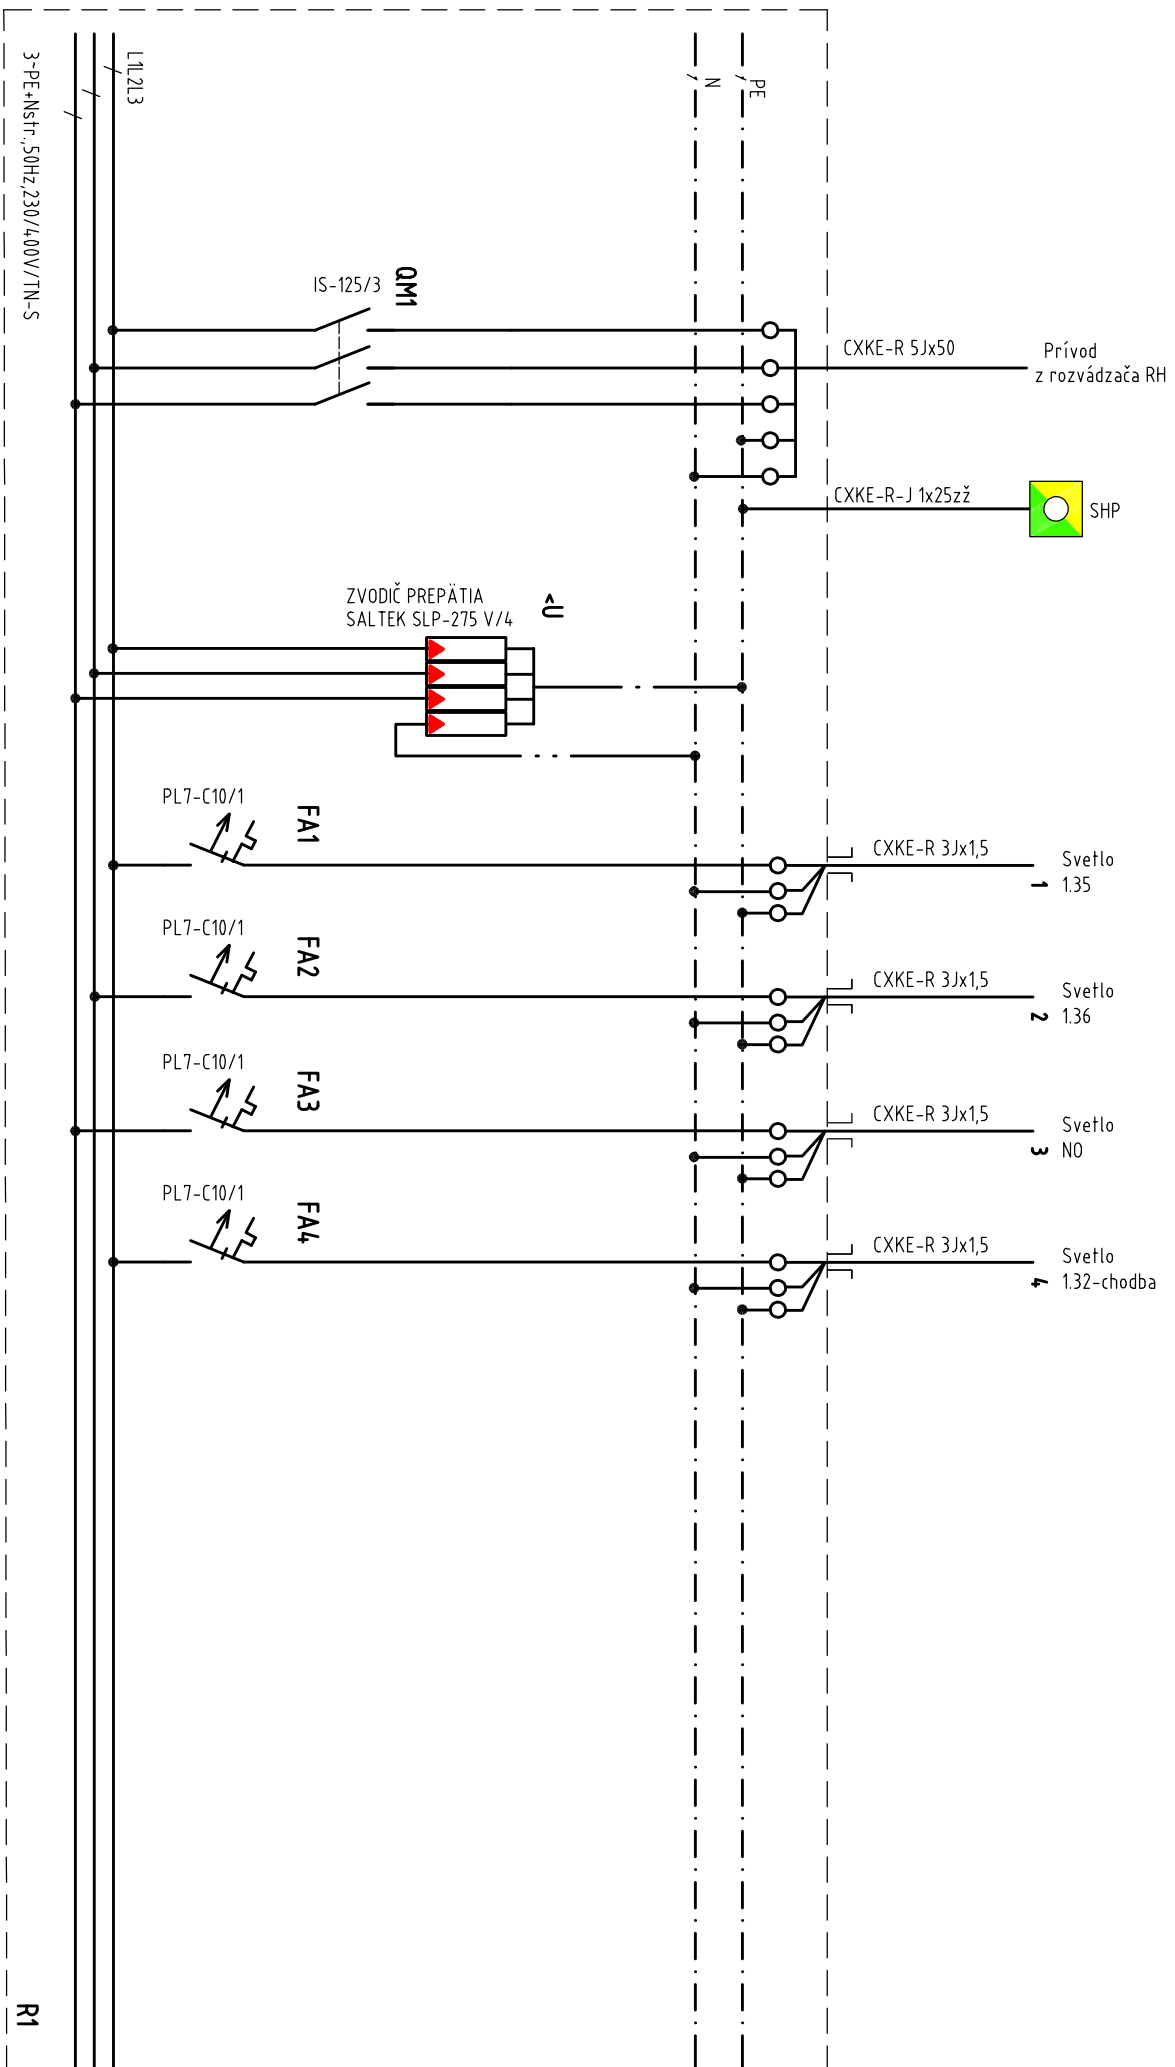 L1L2L3
3~PE+Nstr.,50Hz,230/400V/TN-S
N
PE
QM1
IS-125/3
CXKE-R 5Jx50
Prívod
z rozvádzača RH
CXKE-R-J 1x25zž
SHP
ZVODIČ PREPÄTIA
SALTEK SLP-275 V/4
<U
PL7-C10/1
FA1
CXKE-R 3Jx1,5
Svetlo
1 1.35
PL7-C10/1
FA2
CXKE-R 3Jx1,5
Svetlo
2 1.36
PL7-C10/1
FA3
CXKE-R 3Jx1,5
Svetlo
3 NO
PL7-C10/1
FA4
CXKE-R 3Jx1,5
Svetlo
4 1.32-chodba
R1